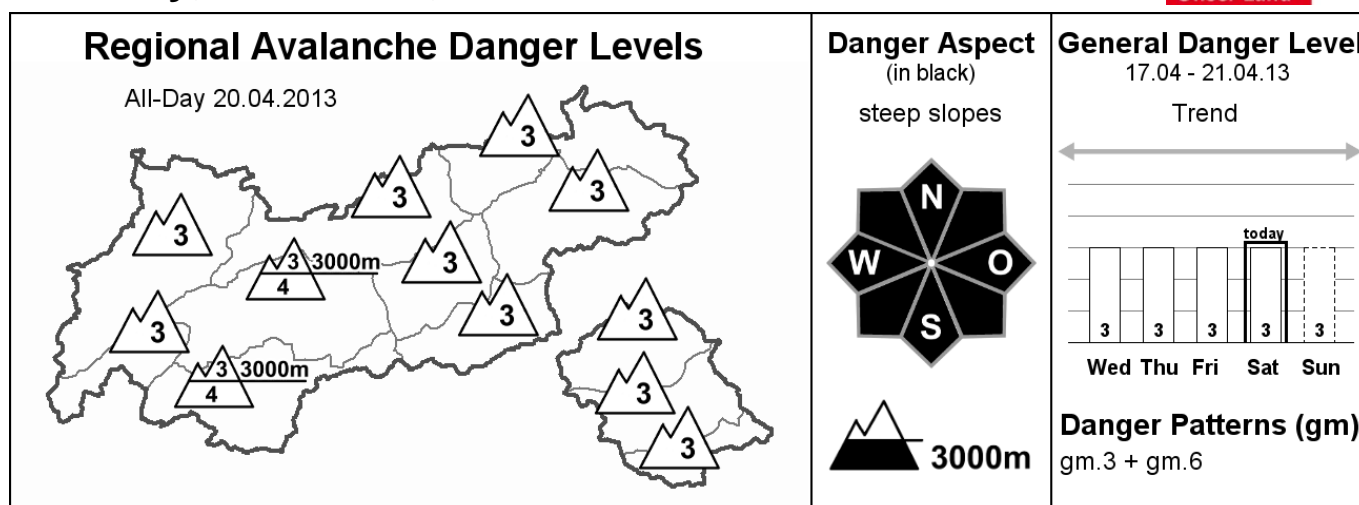 Regional Avalanche Danger Levels
All-Day 20.04.2013
3
3
3
3
3
3 3000m
4
3
3
3
3
3 3000m
4
3
3
Danger Aspect
(in black)
steep slopes
N
W O
S
3000m
General Danger Level
17.04 - 21.04.13
Trend
today
3 3 3 3 3
Wed Thu Fri Sat Sun
Danger Patterns (gm)
gm.3 + gm.6